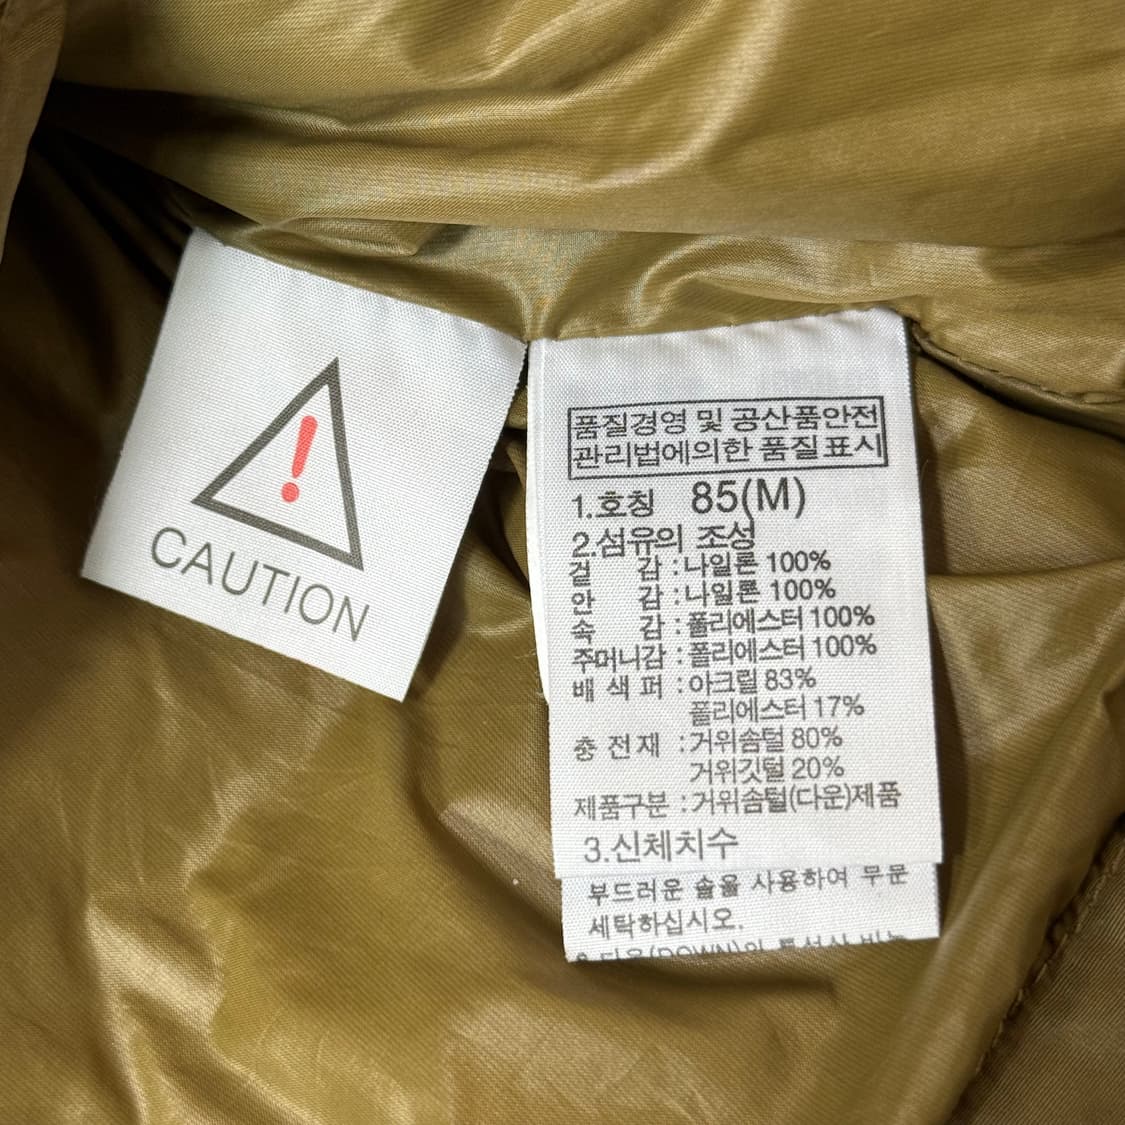 CAUTION
품질경영 및 공산품안전
관리법에의한 품질표시
1.호칭 85(M)
2.섬유의 조성
겉 감 : 나일론 100%
안 감 : 나일론 100%
속 감 : 폴리에스터 100%
주머니감 : 폴리에스터 100%
배 색 퍼 : 아크릴 83%
폴리에스터 17%
충 전 재 : 거위솜털 80%
거위깃털 20%
제품구분 : 거위솜털(다운)제품
3.신체치수
부드러운 솔을 사용하여 무문
세탁하십시오.
(DOWN)의 특성상